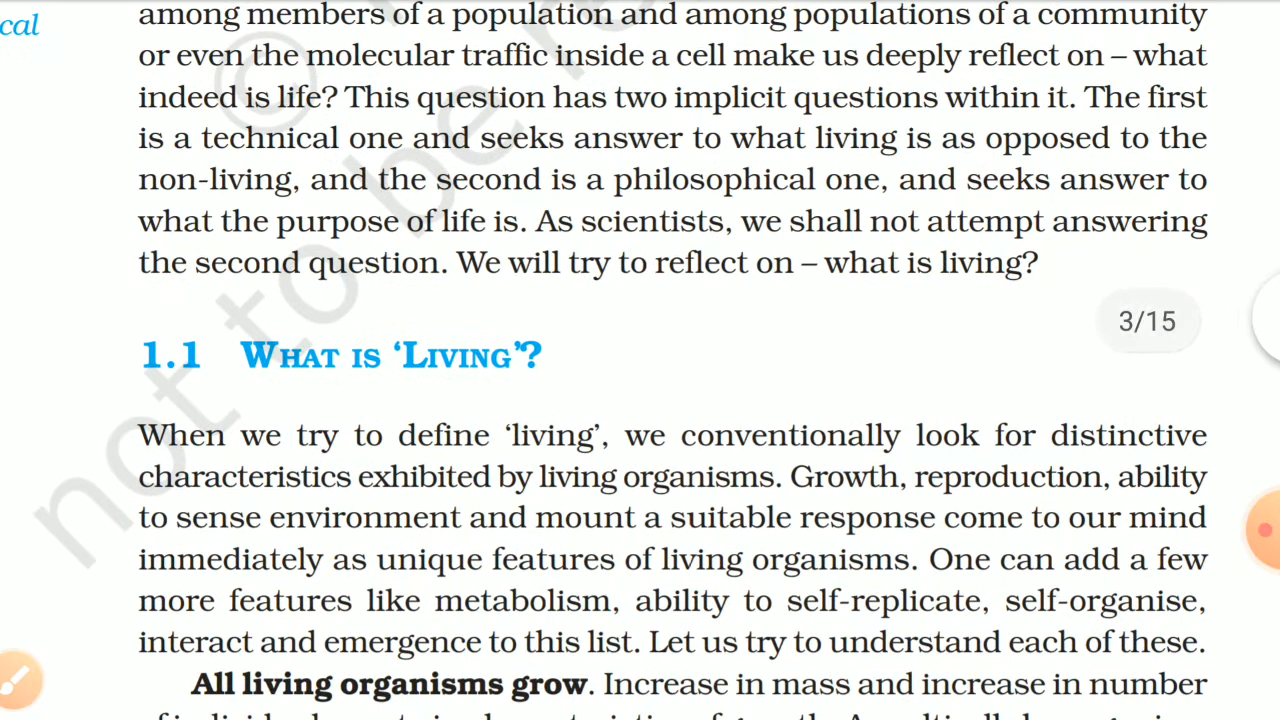 cal
among members of a population and among populations of a community
or even the molecular traffic inside a cell make us deeply reflect on – what
indeed is life? This question has two implicit questions within it. The first
is a technical one and seeks answer to what living is as opposed to the
non-living, and the second is a philosophical one, and seeks answer to
what the purpose of life is. As scientists, we shall not attempt answering
the second question. We will try to reflect on – what is living?
3/15
1.1 What is ‘Living’?
When we try to define ‘living’, we conventionally look for distinctive
characteristics exhibited by living organisms. Growth, reproduction, ability
to sense environment and mount a suitable response come to our mind
immediately as unique features of living organisms. One can add a few
more features like metabolism, ability to self-replicate, self-organise,
interact and emergence to this list. Let us try to understand each of these.
All living organisms grow. Increase in mass and increase in number
© not to be re